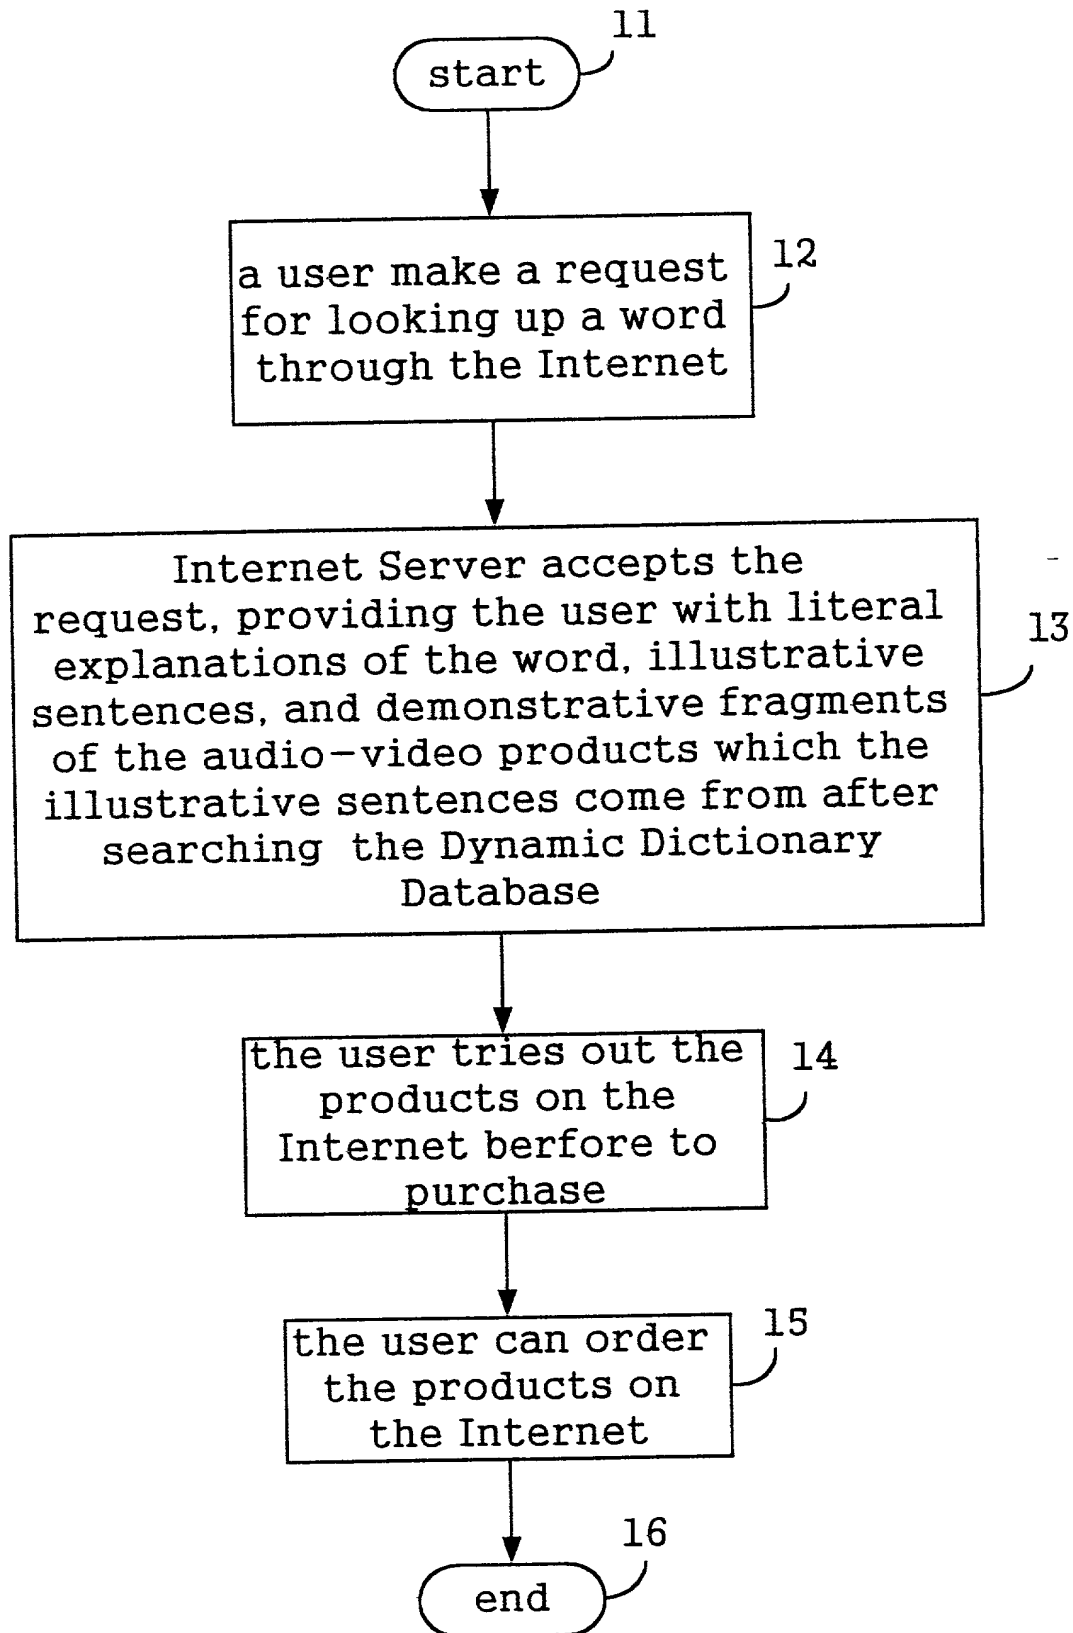 11
start
12
a user make a request
for looking up a word
through the Internet
Internet Server accepts the
request, providing the user with literal
13
explanations of the word, illustrative
sentences, and demonstrative fragments
of the audio-video products which the
illustrative sentences come from after
searching the Dynamic Dictionary
Database
the user tries out the
14
products on the
Internet berfore to
purchase
15
the user can order
the products on
the Internet
16
end